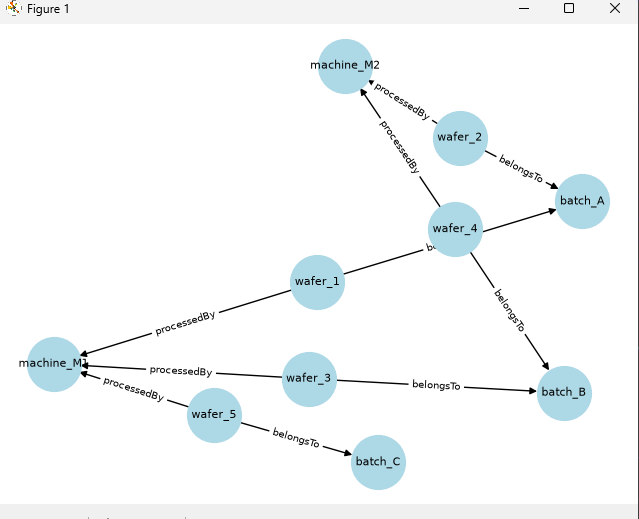 Figure 1
machine_M2
processedBy
wafer_2
processedBy
belongsTo
batch_A
wafer_4
wafer_1
belongsTo
processedBy
machine_M1
processedBy
wafer_3
belongsTo
batch_B
processedBy
wafer_5
belongsTo
batch_C